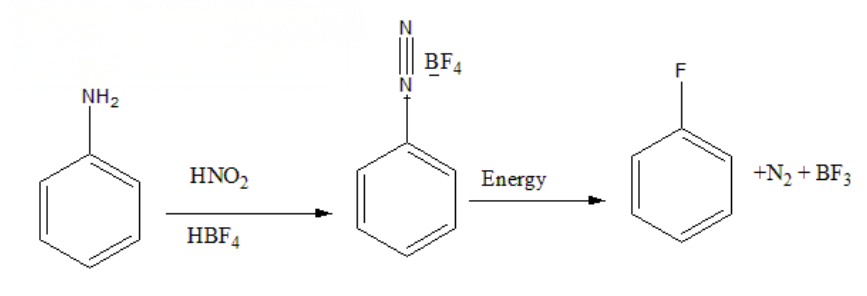 NH₂
HNO₂
HBF₄
N
N
+
BF₄
−
Energy
F
+N₂ + BF₃